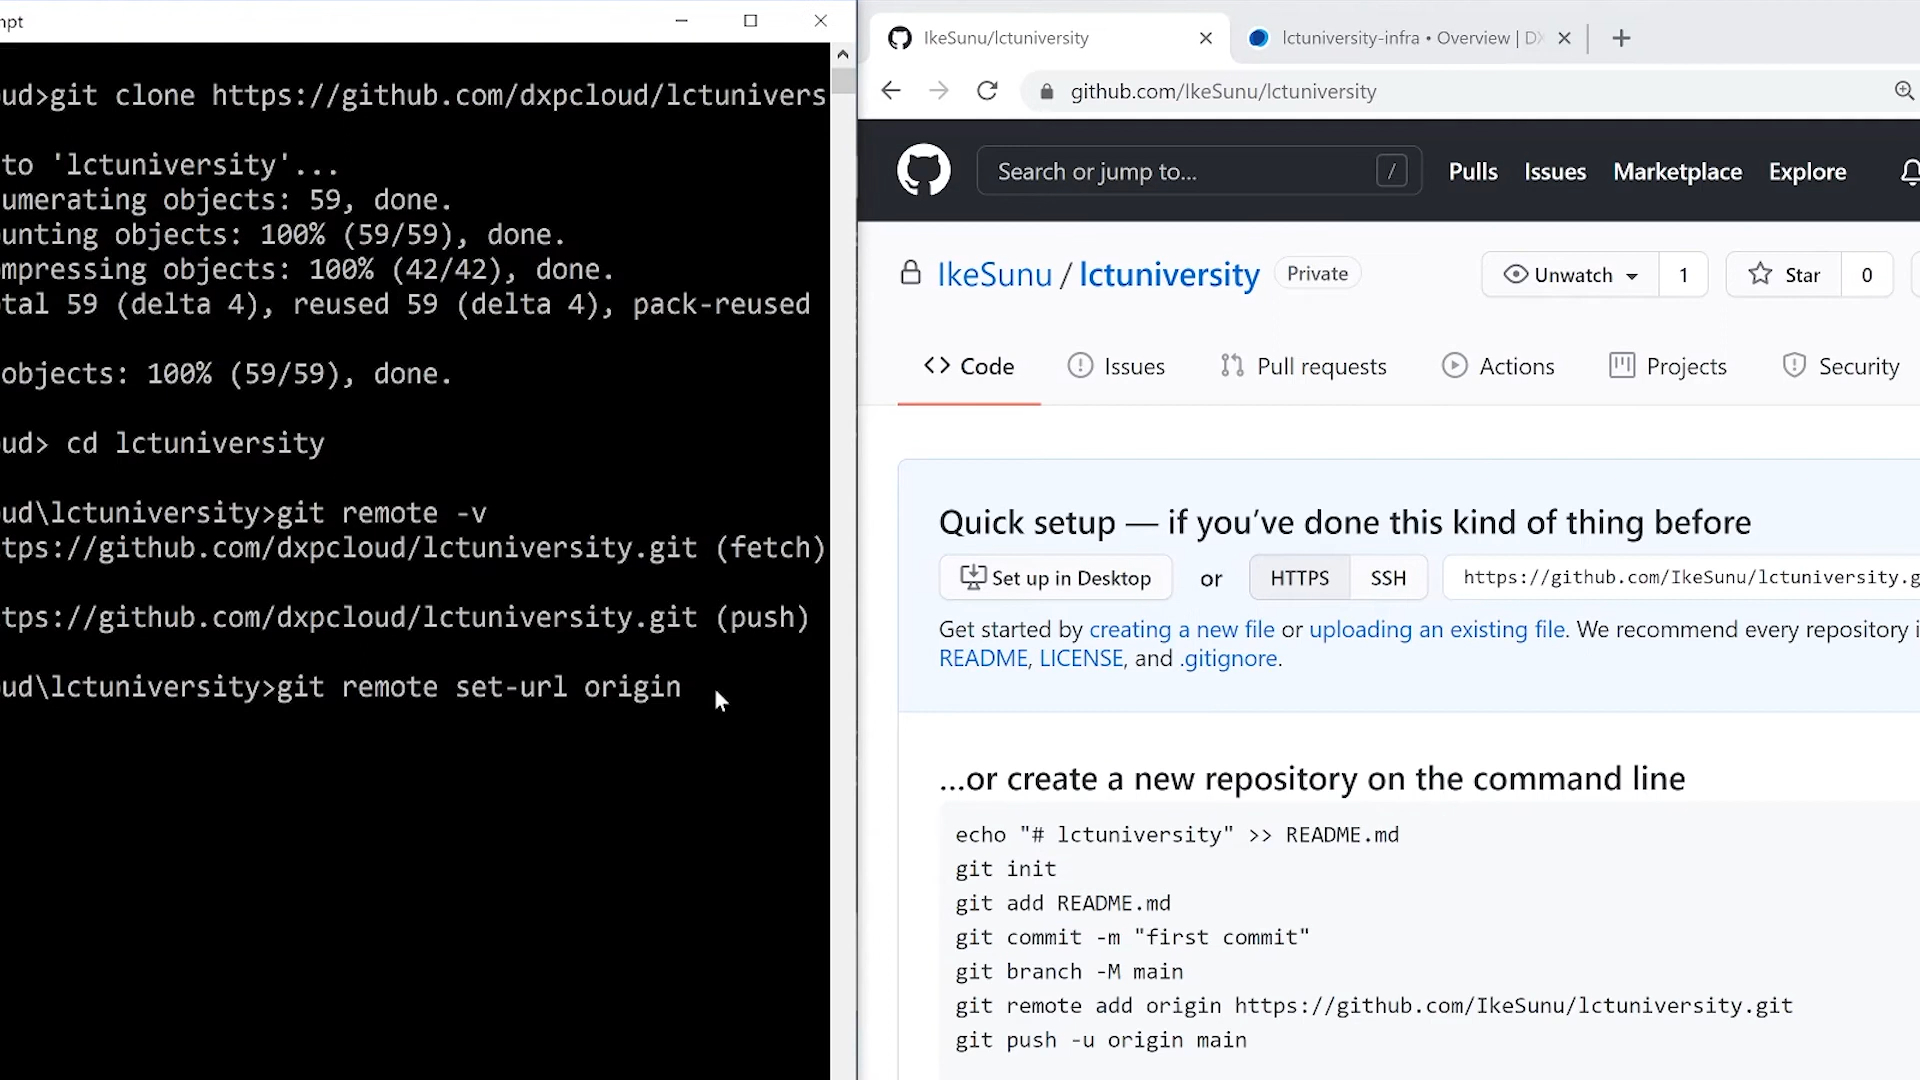 mpt
ud>git clone https://github.com/dxpcloud/lctunivers
to 'lctuniversity'...
umerating objects: 59, done.
unting objects: 100% (59/59), done.
mpressing objects: 100% (42/42), done.
tal 59 (delta 4), reused 59 (delta 4), pack-reused
objects: 100% (59/59), done.
ud> cd lctuniversity
ud\lctuniversity>git remote -v
tps://github.com/dxpcloud/lctuniversity.git (fetch)
tps://github.com/dxpcloud/lctuniversity.git (push)
ud\lctuniversity>git remote set-url origin
IkeSunu/lctuniversity
lctuniversity-infra • Overview | DX
github.com/IkeSunu/lctuniversity
Search or jump to... /
Pulls Issues Marketplace Explore
IkeSunu / lctuniversity Private
Unwatch 1 Star 0
Code Issues Pull requests Actions Projects Security
Quick setup — if you’ve done this kind of thing before
Set up in Desktop or HTTPS SSH https://github.com/IkeSunu/lctuniversity.g
Get started by creating a new file or uploading an existing file. We recommend every repository i
README, LICENSE, and .gitignore.
…or create a new repository on the command line
echo "# lctuniversity" >> README.md
git init
git add README.md
git commit -m "first commit"
git branch -M main
git remote add origin https://github.com/IkeSunu/lctuniversity.git
git push -u origin main